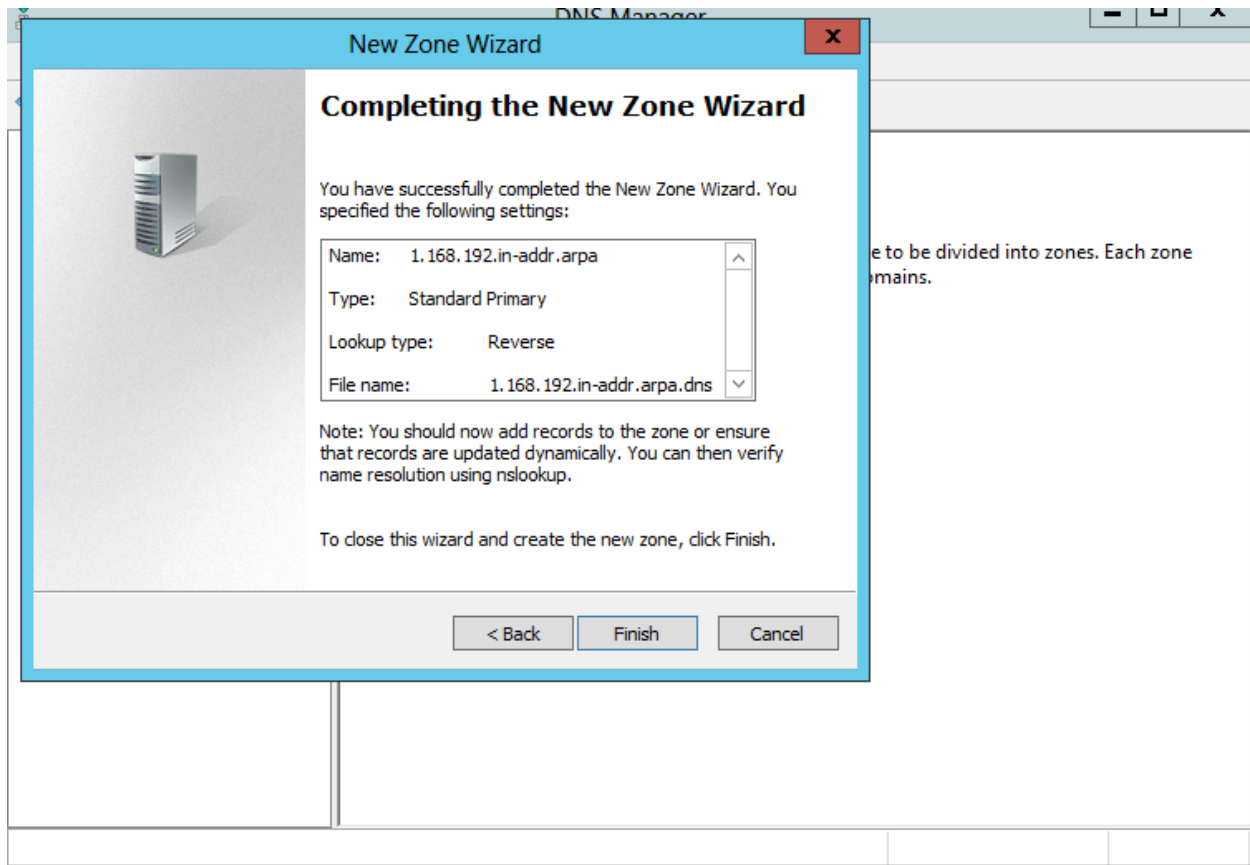 DNS Manager
New Zone Wizard
Completing the New Zone Wizard
You have successfully completed the New Zone Wizard. You
specified the following settings:
Name: 1.168.192.in-addr.arpa
Type: Standard Primary
Lookup type: Reverse
File name: 1.168.192.in-addr.arpa.dns
Note: You should now add records to the zone or ensure
that records are updated dynamically. You can then verify
name resolution using nslookup.
To close this wizard and create the new zone, click Finish.
< Back Finish Cancel
e to be divided into zones. Each zone
omains.